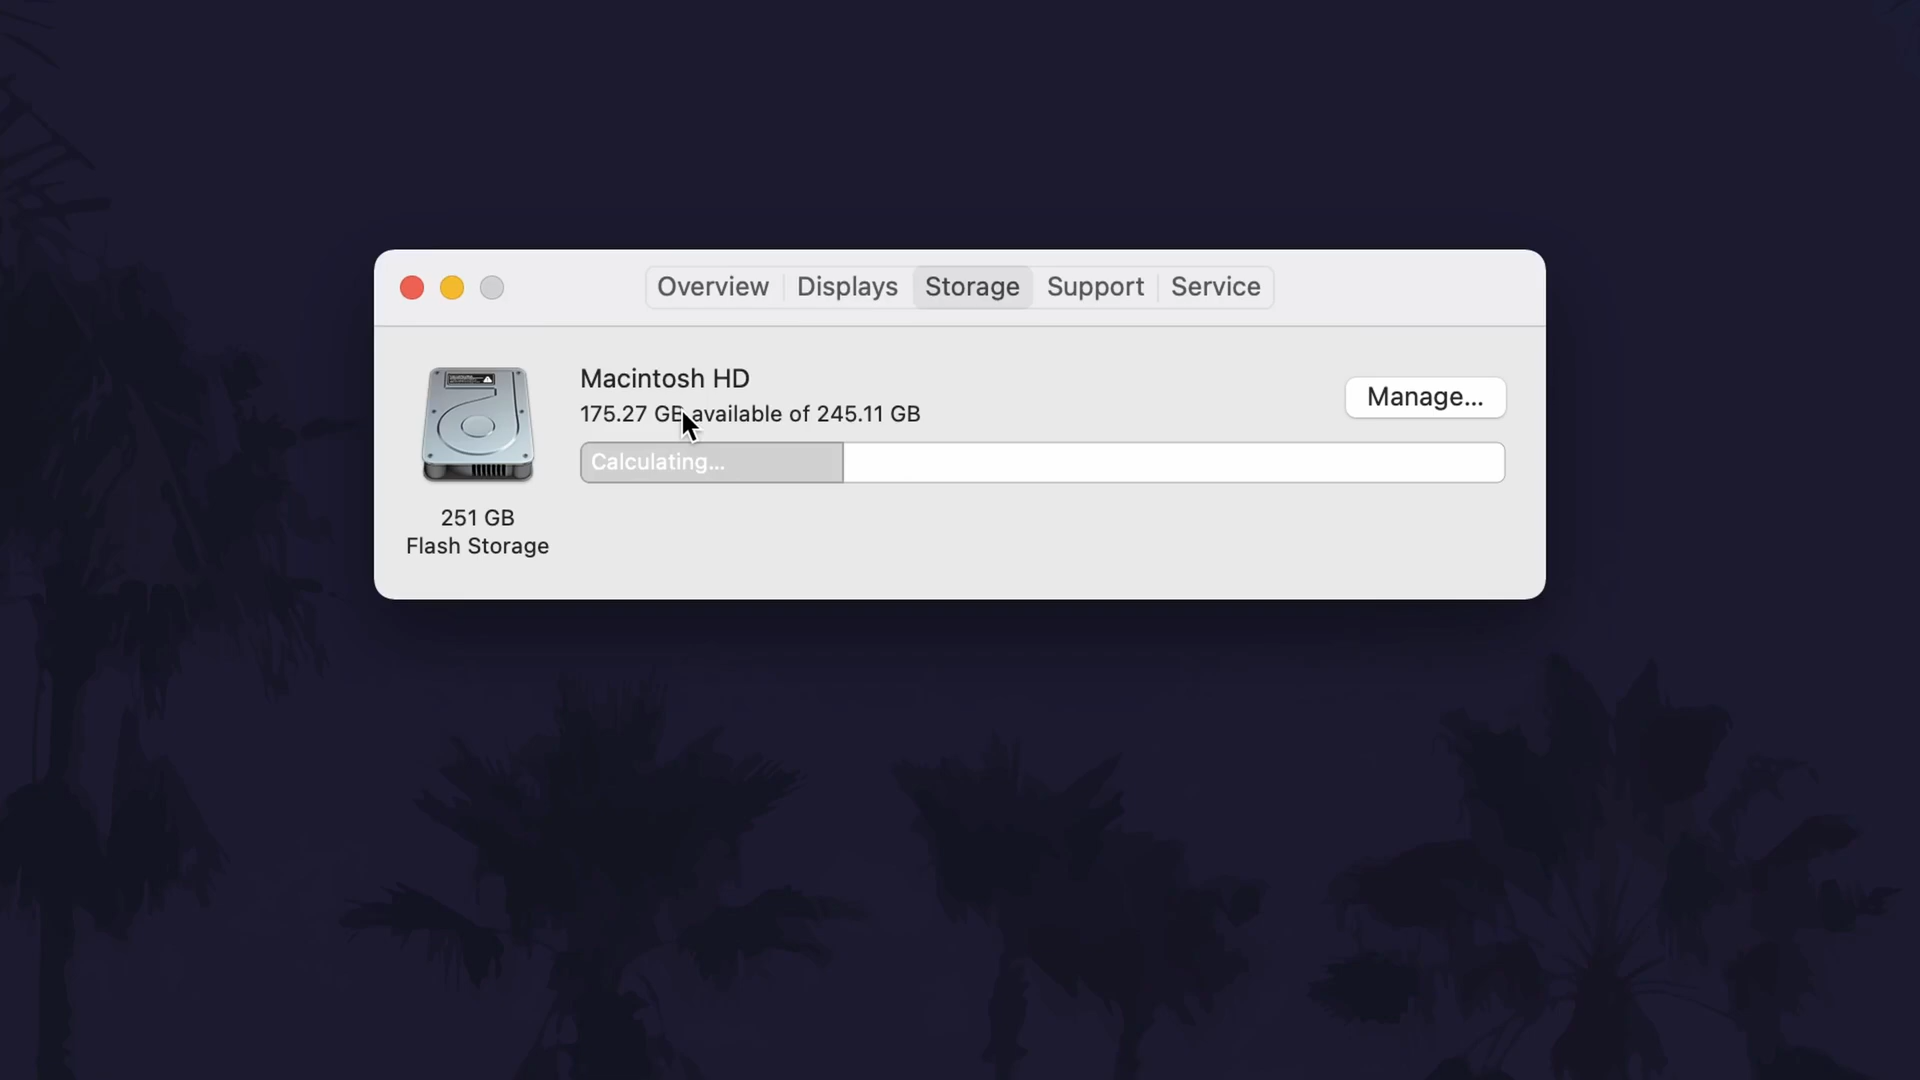 Overview Displays Storage Support Service
Macintosh HD
175.27 GB available of 245.11 GB
Manage...
Calculating...
251 GB
Flash Storage